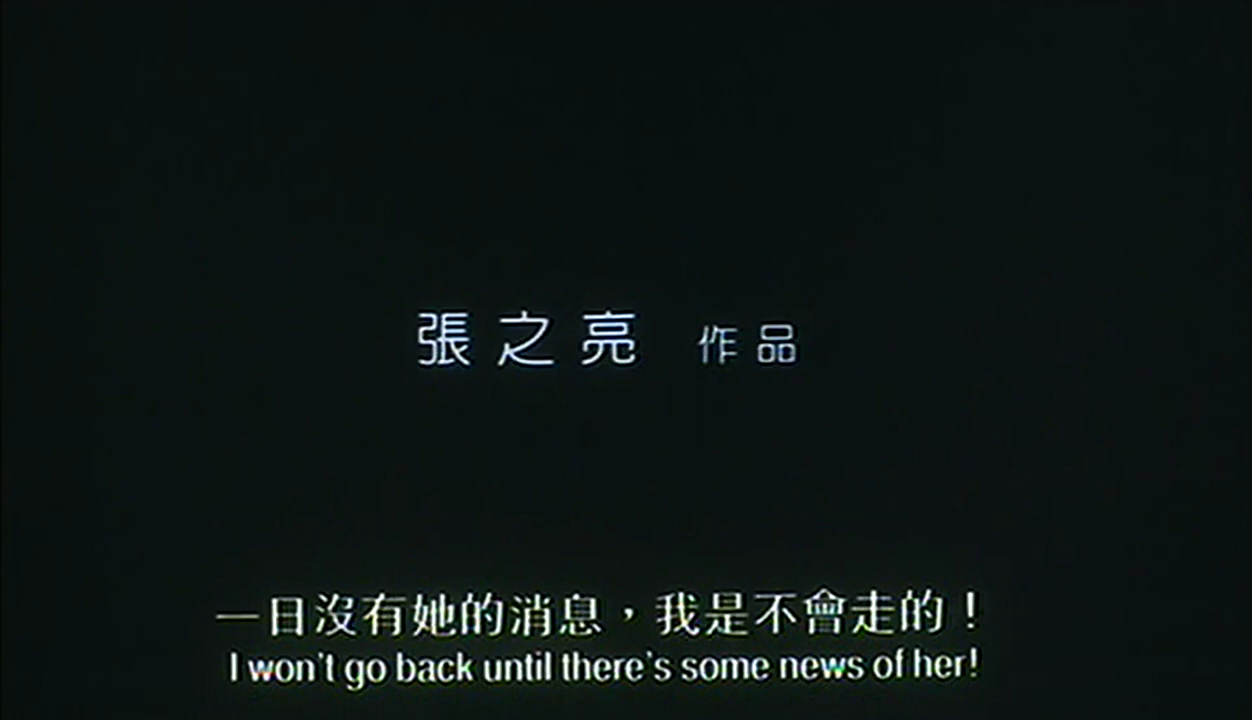 張之亮 作品
一日沒有她的消息，我是不會走的！
I won't go back until there's some news of her!